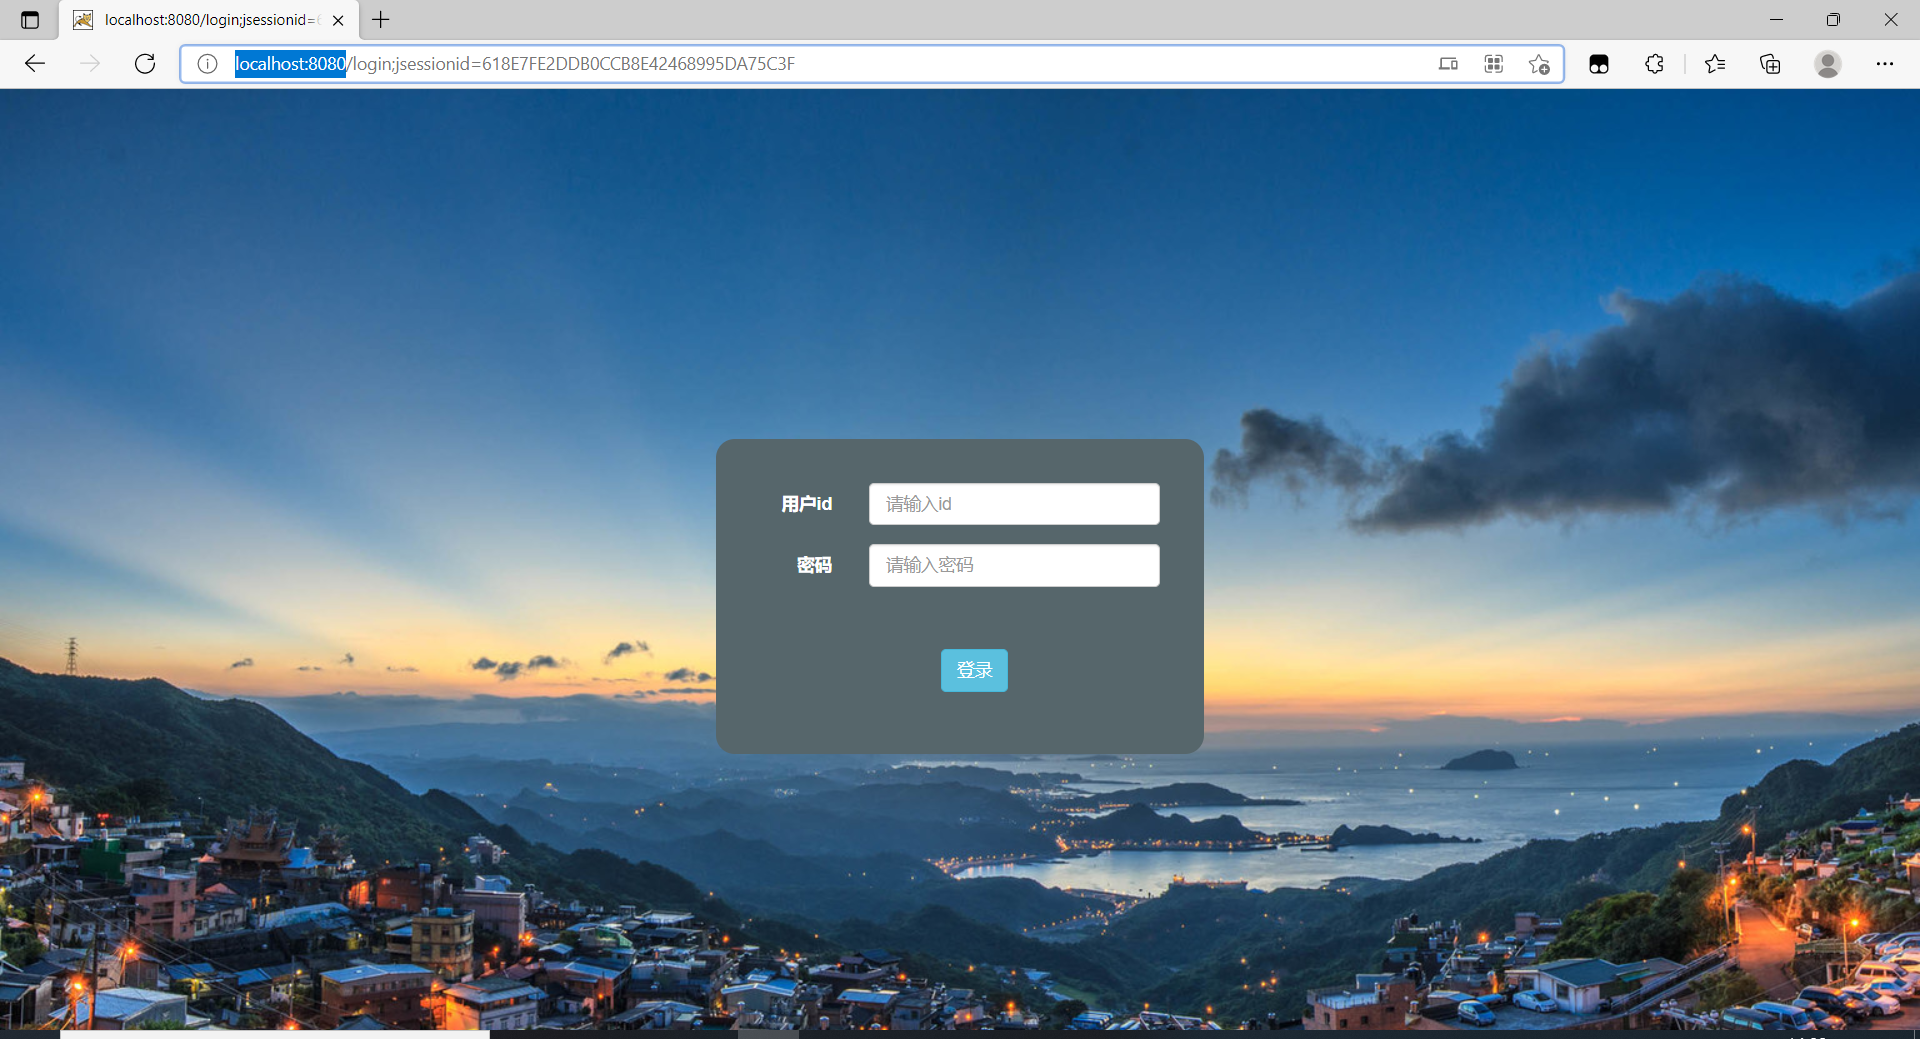 localhost:8080/login;jsessionid=6
localhost:8080/login;jsessionid=618E7FE2DDB0CCB8E42468995DA75C3F
用户id
请输入id
密码
请输入密码
登录